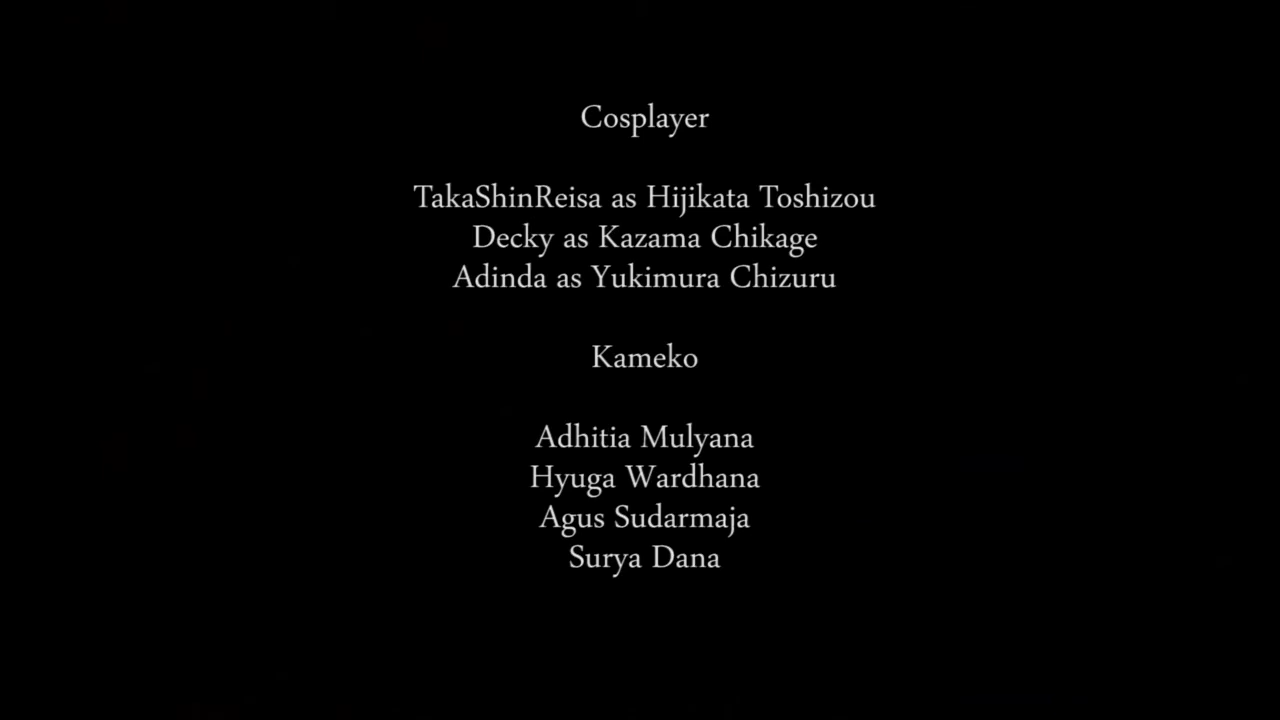 Cosplayer
TakaShinReisa as Hijikata Toshizou
Decky as Kazama Chikage
Adinda as Yukimura Chizuru
Kameko
Adhitia Mulyana
Hyuga Wardhana
Agus Sudarmaja
Surya Dana